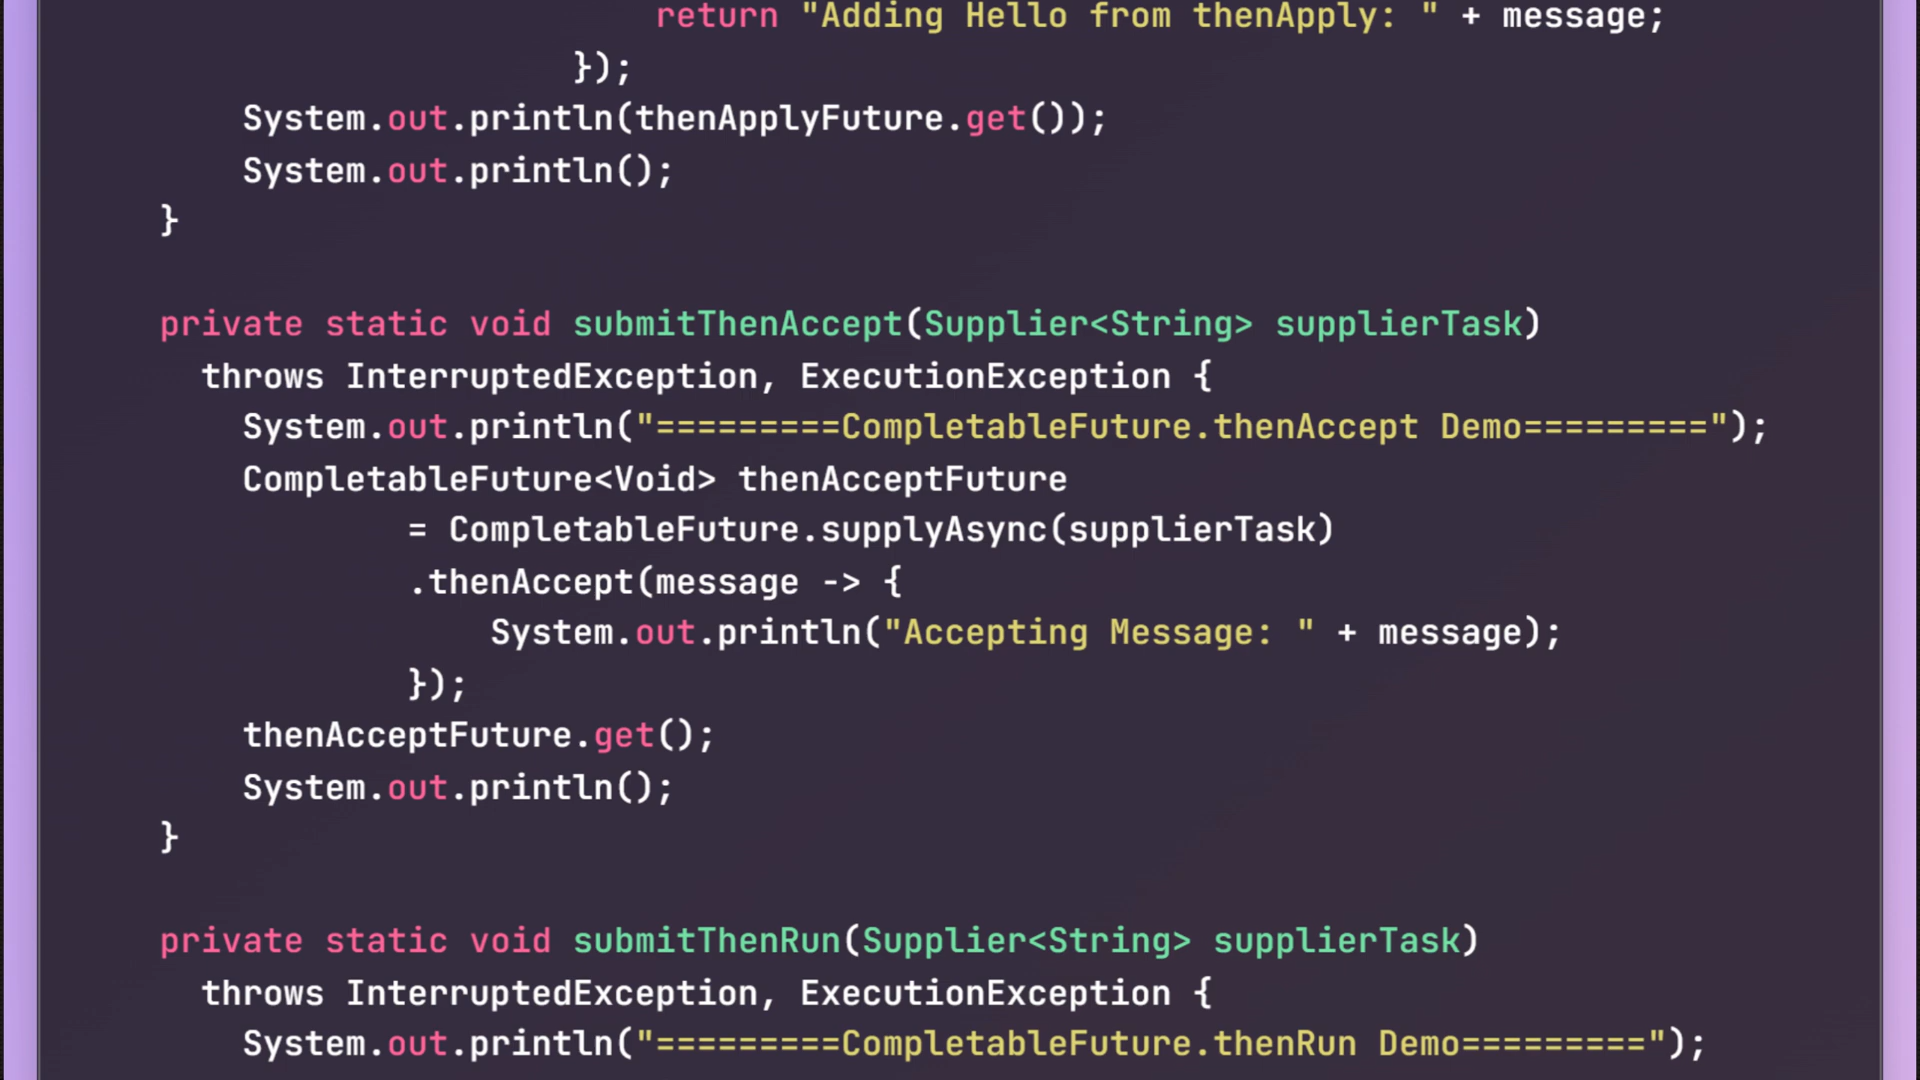 return "Adding Hello from thenApply: " + message;
});
System.out.println(thenApplyFuture.get());
System.out.println();
}
private static void submitThenAccept(Supplier<String> supplierTask)
throws InterruptedException, ExecutionException {
System.out.println("=========CompletableFuture.thenAccept Demo=========");
CompletableFuture<Void> thenAcceptFuture
= CompletableFuture.supplyAsync(supplierTask)
.thenAccept(message -> {
System.out.println("Accepting Message: " + message);
});
thenAcceptFuture.get();
System.out.println();
}
private static void submitThenRun(Supplier<String> supplierTask)
throws InterruptedException, ExecutionException {
System.out.println("=========CompletableFuture.thenRun Demo=========");